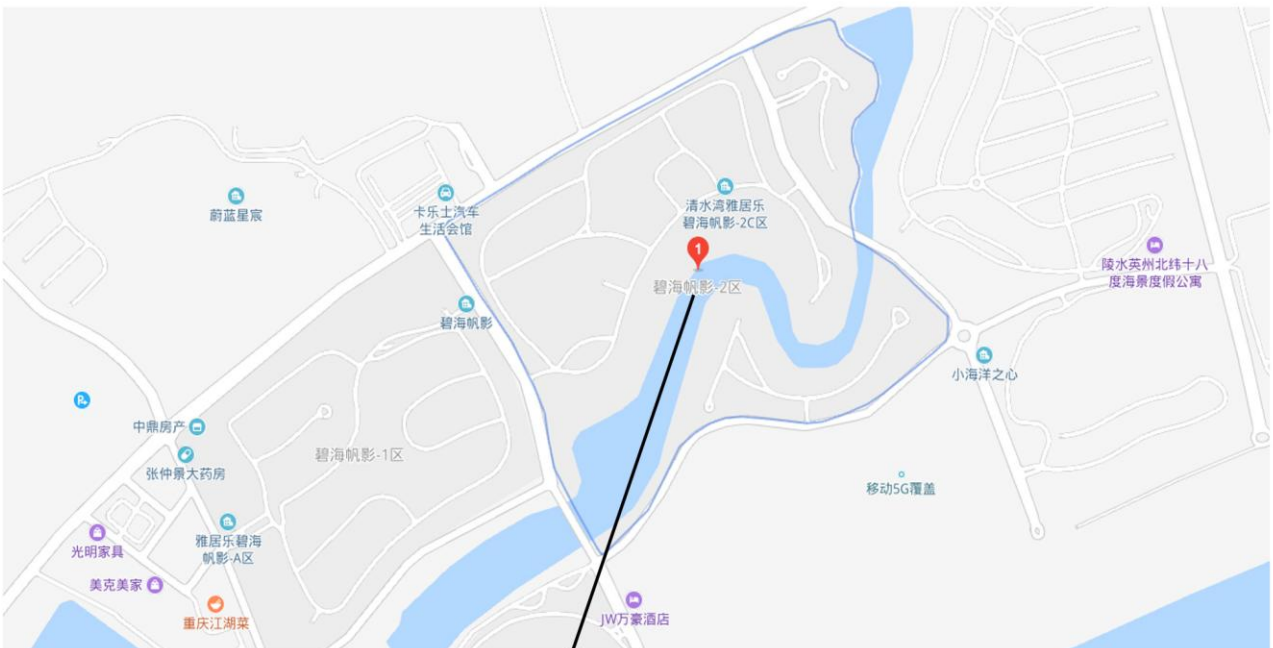 清水湾雅居乐
碧海帆影-2C区
卡乐士汽车
生活会馆
蔚蓝星宸
1
陵水英州北纬十八
度海景度假公寓
碧海帆影-2区
碧海帆影
小海洋之心
中鼎房产
碧海帆影-1区
张仲景大药房
移动5G覆盖
雅居乐碧海
帆影-A区
光明家具
美克美家
重庆江湖菜
JW万豪酒店